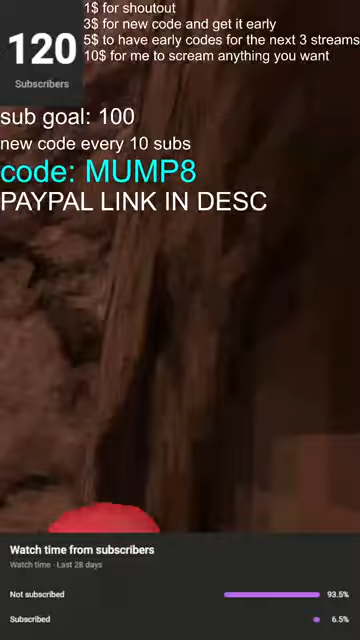 1$ for shoutout
3$ for new code and get it early
5$ to have early codes for the next 3 streams
10$ for me to scream anything you want
120
Subscribers
sub goal: 100
new code every 10 subs
code: MUMP8
PAYPAL LINK IN DESC
Watch time from subscribers
Watch time · Last 28 days
Not subscribed 93.5%
Subscribed 6.5%